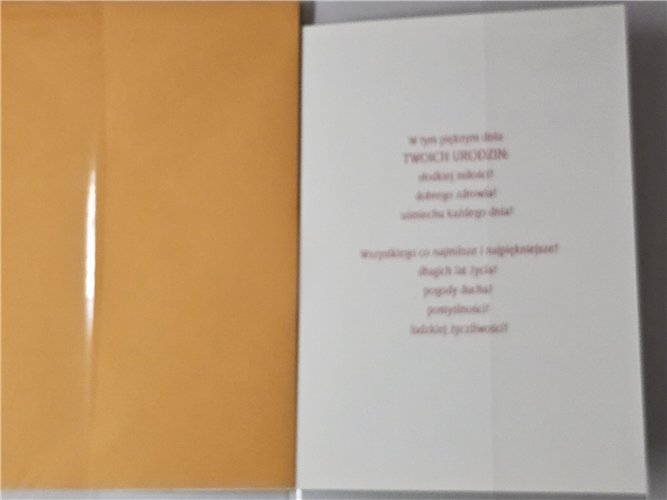 W tym pięknym dniu
TWOICH URODZIN:
słodkiej miłości!
dobrego zdrowia!
uśmiechu każdego dnia!
Wszystkiego co najmilsze i najpiękniejsze!
długich lat życia!
pogody ducha!
pomyślności!
ludzkiej życzliwości!